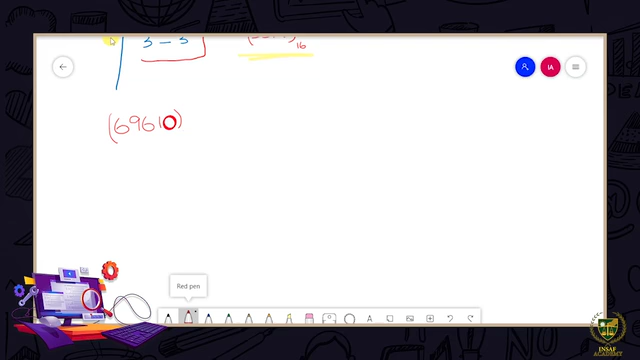 3 - 3
16
(69610)
IA
Red pen
A
INSAF
ACADEMY